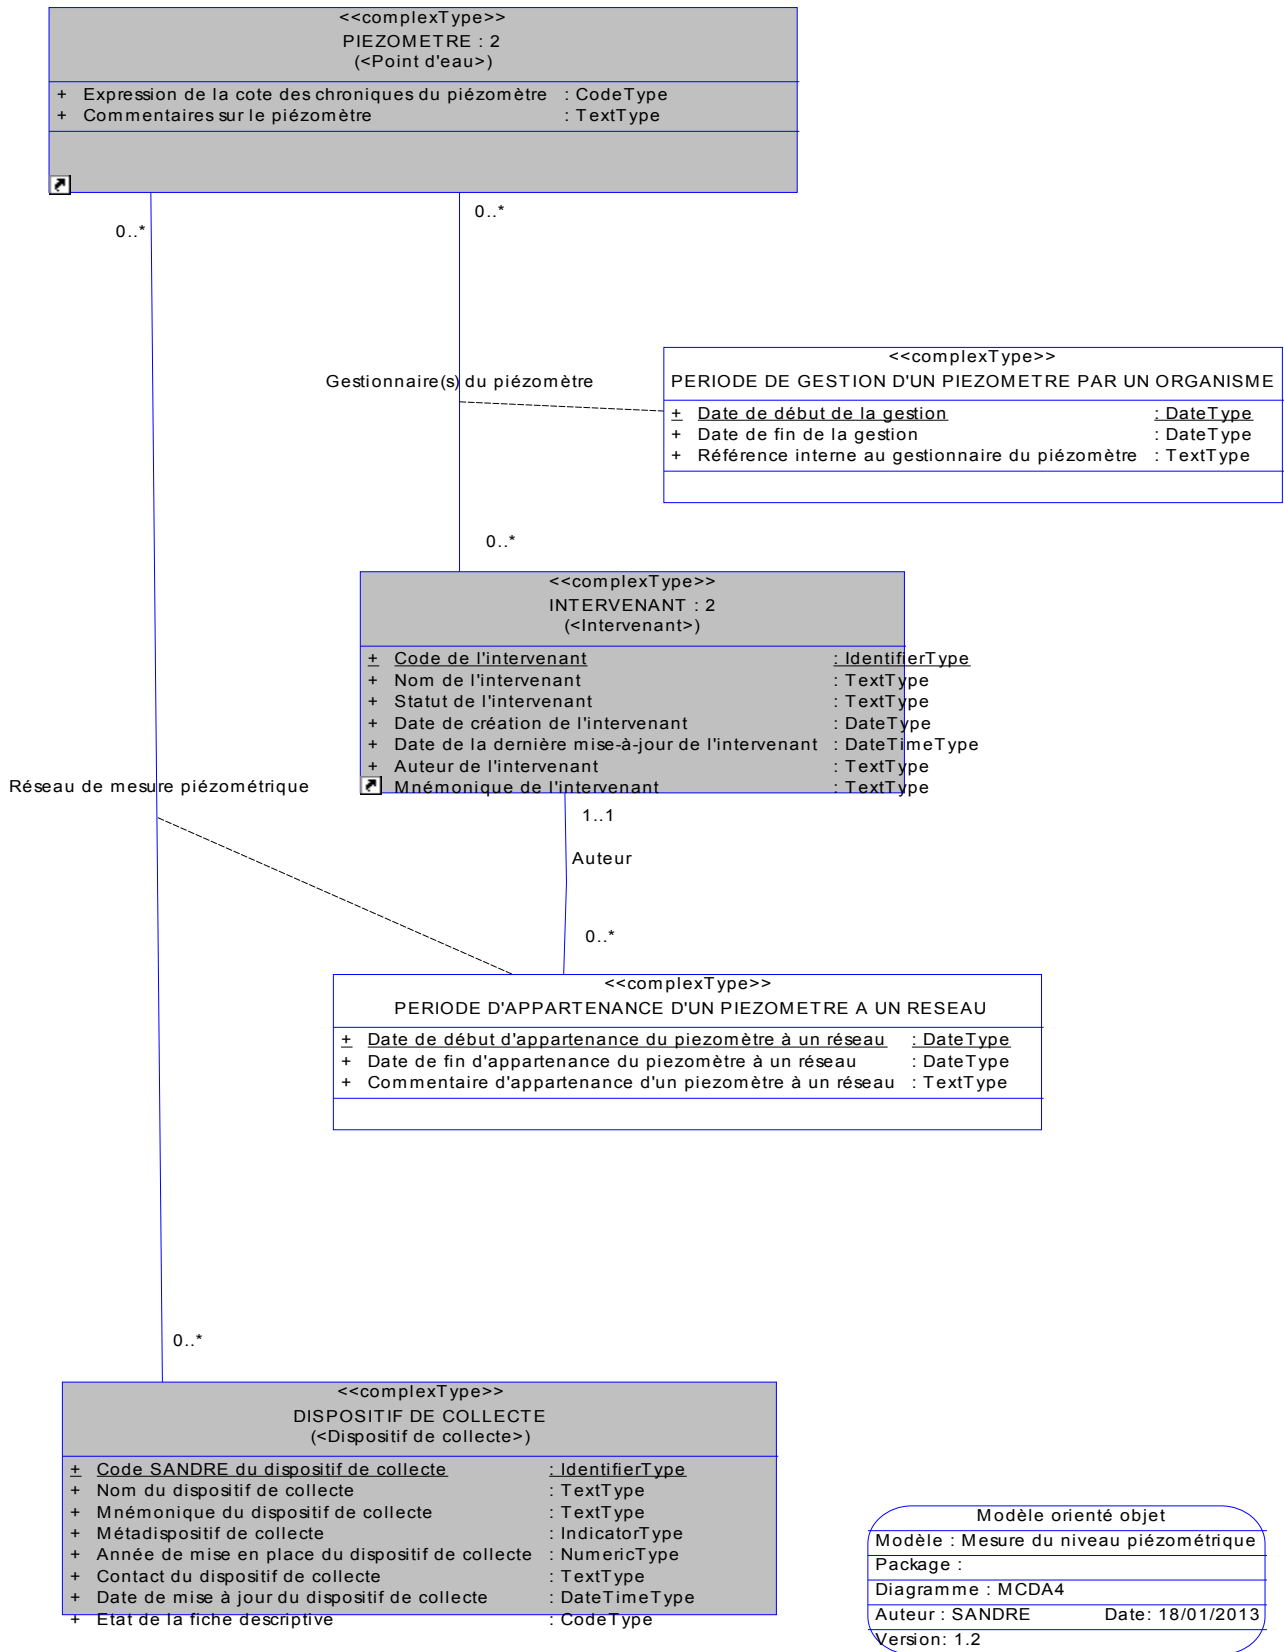 <<complexType>>
PIEZOMETRE : 2
(<Point d'eau>)
+ Expression de la cote des chroniques du piézomètre : CodeType
+ Commentaires sur le piézomètre : TextType
0..*
0..*
Gestionnaire(s) du piézomètre
<<complexType>>
PERIODE DE GESTION D'UN PIEZOMETRE PAR UN ORGANISME
+ Date de début de la gestion : DateType
+ Date de fin de la gestion : DateType
+ Référence interne au gestionnaire du piézomètre : TextType
0..*
<<complexType>>
INTERVENANT : 2
(<Intervenant>)
+ Code de l'intervenant : IdentifierType
+ Nom de l'intervenant : TextType
+ Statut de l'intervenant : TextType
+ Date de création de l'intervenant : DateType
+ Date de la dernière mise-à-jour de l'intervenant : DateTimeType
+ Auteur de l'intervenant : TextType
Mnémonique de l'intervenant : TextType
Réseau de mesure piézométrique
1..1
Auteur
0..*
<<complexType>>
PERIODE D'APPARTENANCE D'UN PIEZOMETRE A UN RESEAU
+ Date de début d'appartenance du piezomètre à un réseau : DateType
+ Date de fin d'appartenance du piezomètre à un réseau : DateType
+ Commentaire d'appartenance d'un piezomètre à un réseau : TextType
0..*
<<complexType>>
DISPOSITIF DE COLLECTE
(<Dispositif de collecte>)
+ Code SANDRE du dispositif de collecte : IdentifierType
+ Nom du dispositif de collecte : TextType
+ Mnémonique du dispositif de collecte : TextType
+ Métadispositif de collecte : IndicatorType
+ Année de mise en place du dispositif de collecte : NumericType
+ Contact du dispositif de collecte : TextType
+ Date de mise à jour du dispositif de collecte : DateTimeType
+ Etat de la fiche descriptive : CodeType
Modèle orienté objet
Modèle : Mesure du niveau piézométrique
Package :
Diagramme : MCDA4
Auteur : SANDRE Date: 18/01/2013
Version: 1.2